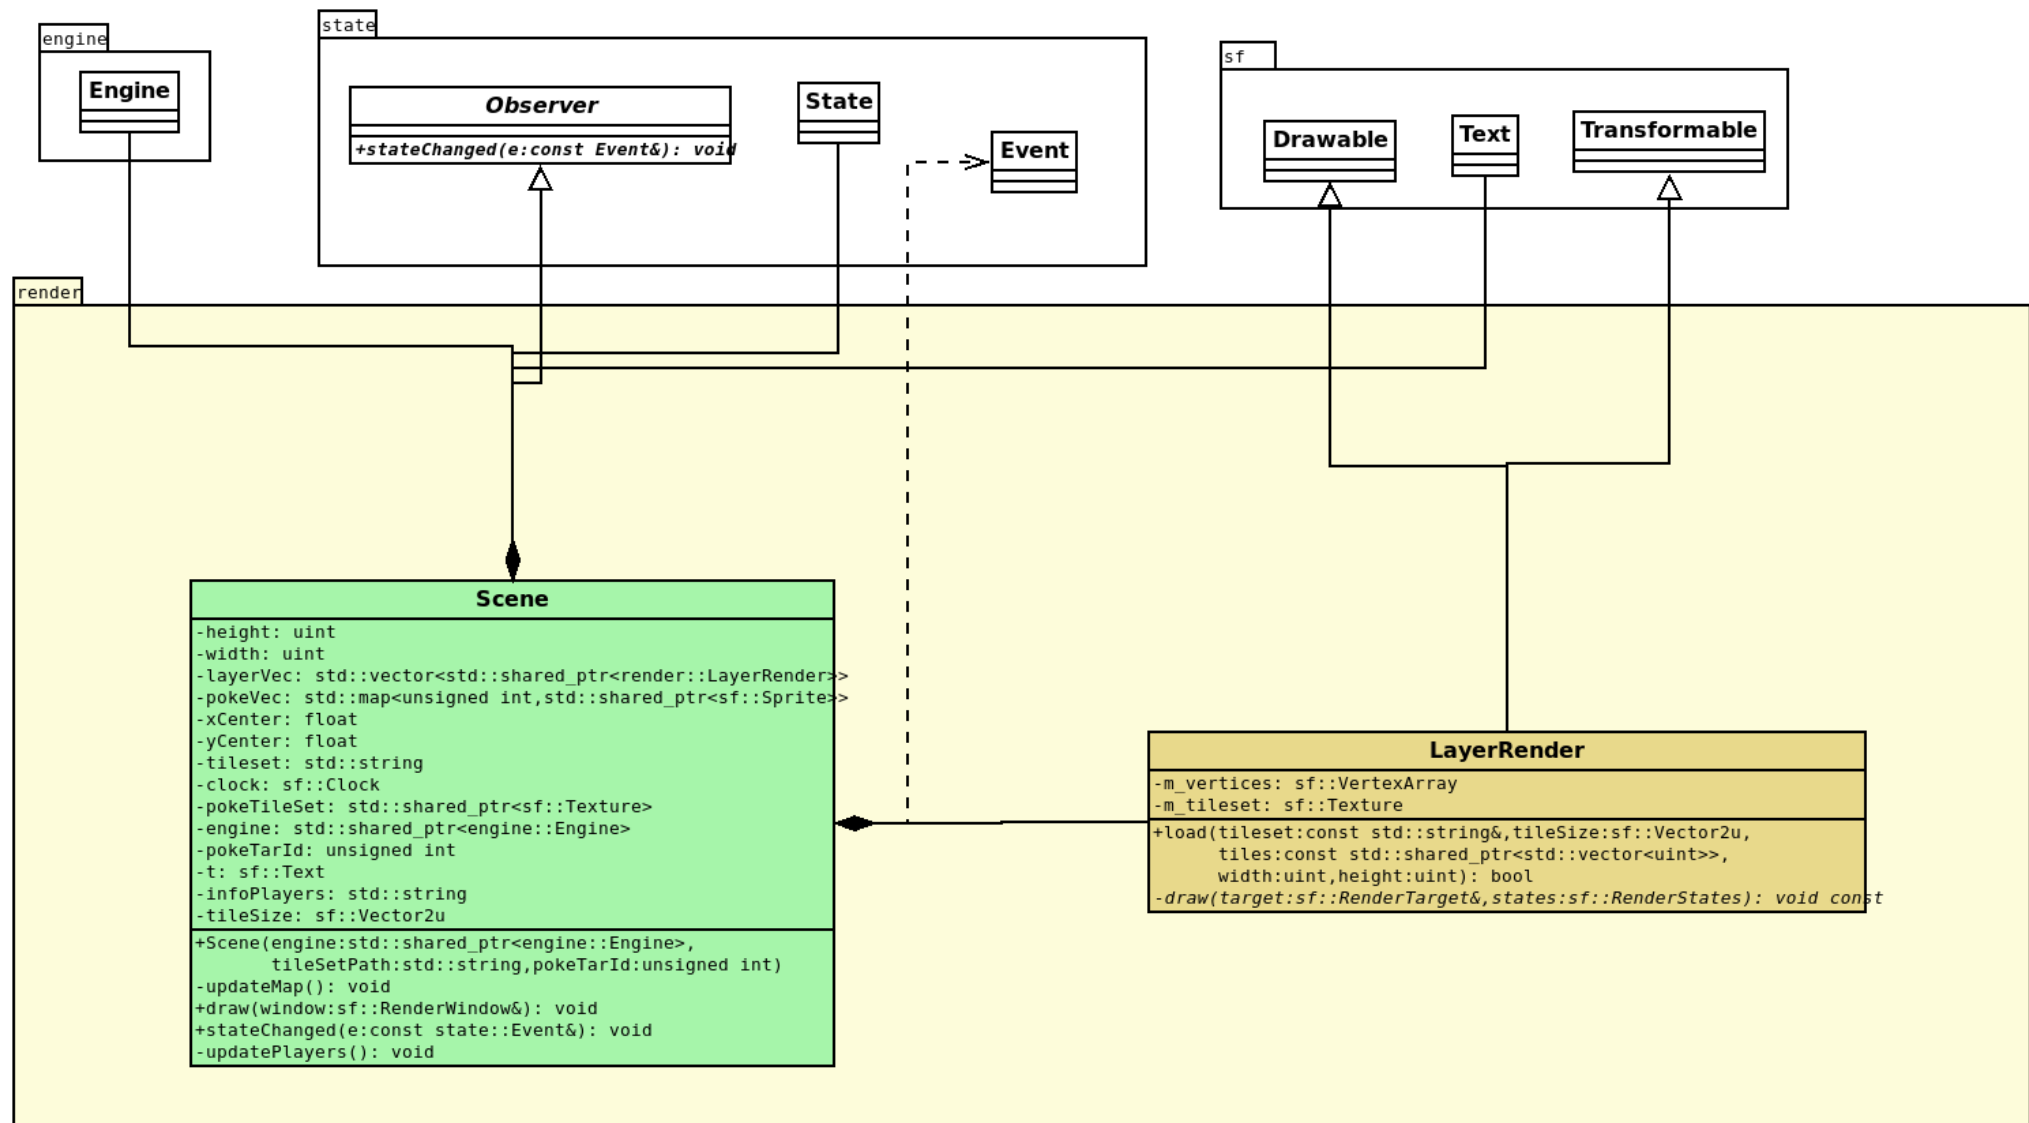 engine
Engine
state
Observer
+stateChanged(e:const Event&): void
State
Event
sf
Drawable
Text
Transformable
render
Scene
-height: uint
-width: uint
-layerVec: std::vector<std::shared_ptr<render::LayerRender>>
-pokeVec: std::map<unsigned int,std::shared_ptr<sf::Sprite>>
-xCenter: float
-yCenter: float
-tileset: std::string
-clock: sf::Clock
-pokeTileSet: std::shared_ptr<sf::Texture>
-engine: std::shared_ptr<engine::Engine>
-pokeTarId: unsigned int
-t: sf::Text
-infoPlayers: std::string
-tileSize: sf::Vector2u
+Scene(engine:std::shared_ptr<engine::Engine>,
tileSetPath:std::string,pokeTarId:unsigned int)
-updateMap(): void
+draw(window:sf::RenderWindow&): void
+stateChanged(e:const state::Event&): void
-updatePlayers(): void
LayerRender
-m_vertices: sf::VertexArray
-m_tileset: sf::Texture
+load(tileset:const std::string&,tileSize:sf::Vector2u,
tiles:const std::shared_ptr<std::vector<uint>>,
width:uint,height:uint): bool
-draw(target:sf::RenderTarget&,states:sf::RenderStates): void const